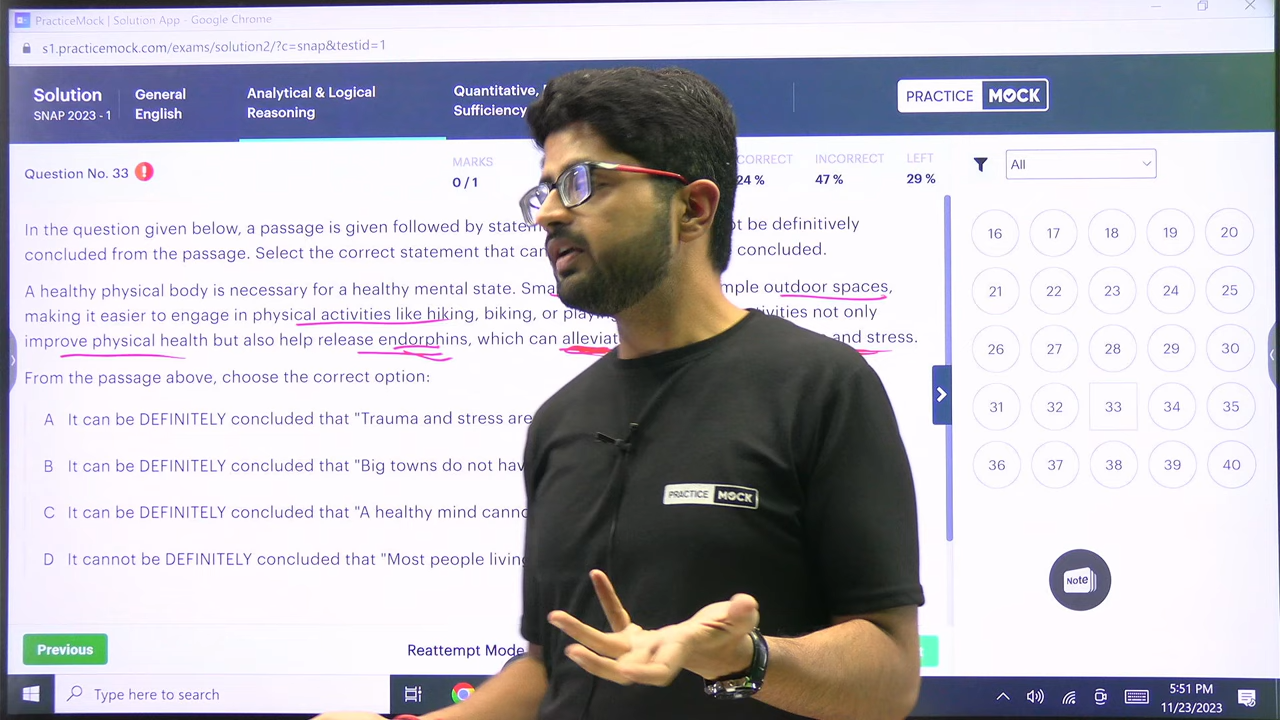 PracticeMock | Solution App - Google Chrome
s1.practicemock.com/exams/solution2/?c=snap&testid=1
Solution
SNAP 2023 - 1
General
English
Analytical & Logical
Reasoning
Quantitative,
Sufficiency
PRACTICE MOCK
Question No. 33
MARKS
0 / 1
CORRECT
24 %
INCORRECT
47 %
LEFT
29 %
All
In the question given below, a passage is given followed by be definitively
concluded from the passage. Select the correct statement that concluded.
A healthy physical body is necessary for a healthy mental state. outdoor spaces,
making it easier to engage in physical activities like hiking, biking, or not only
improve physical health but also help release endorphins, which can and stress.
From the passage above, choose the correct option:
A It can be DEFINITELY concluded that "Trauma and stress are
B It can be DEFINITELY concluded that "Big towns do not
C It can be DEFINITELY concluded that "A healthy mind
D It cannot be DEFINITELY concluded that "Most people
16 17 18 19 20
21 22 23 24 25
26 27 28 29 30
31 32 33 34 35
36 37 38 39 40
Note
PRACTICE MOCK
Previous
Reattempt Mode
Type here to search
5:51 PM
11/23/2023